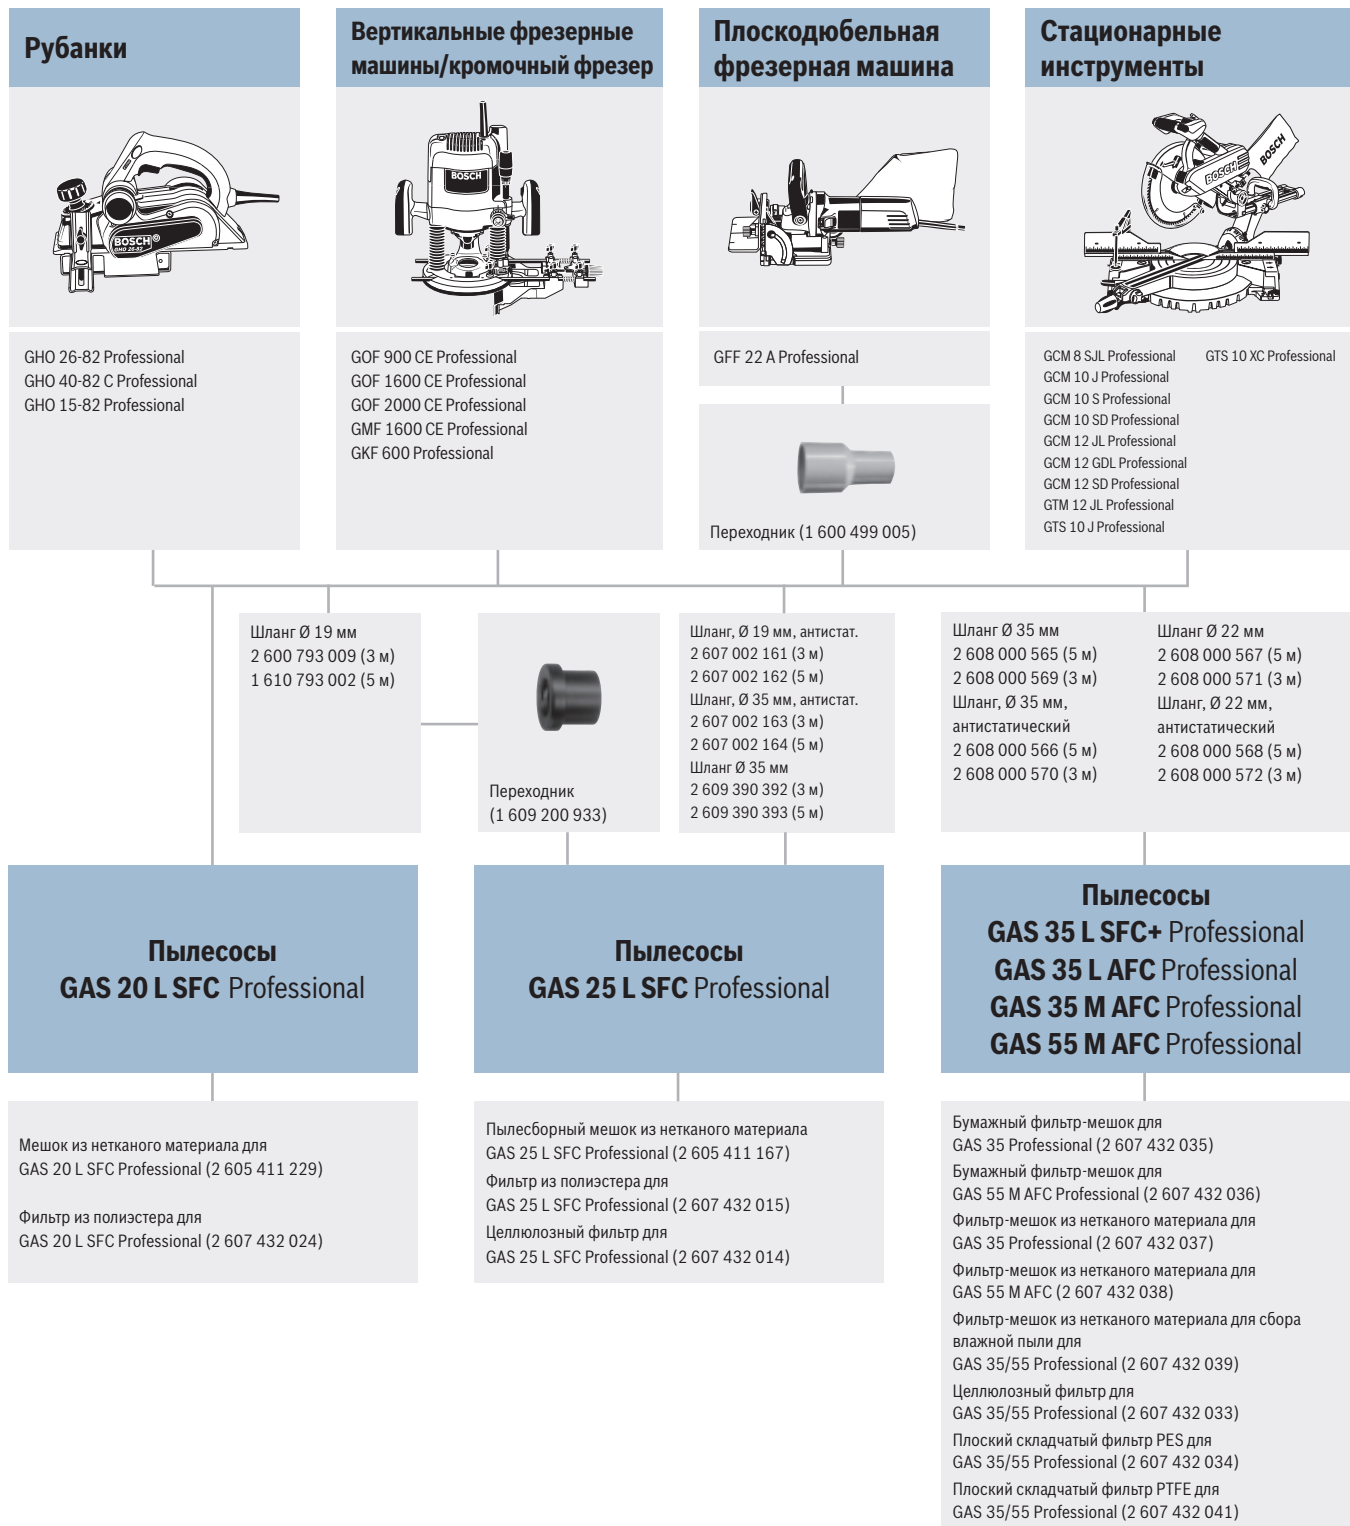 Рубанки
Вертикальные фрезерные
машины/кромочный фрезер
Плоскодюбельная
фрезерная машина
Стационарные
инструменты
BOSCH
GHO 26-82
BOSCH
BOSCH
BOSCH
GHO 26-82 Professional
GHO 40-82 C Professional
GHO 15-82 Professional
GOF 900 CE Professional
GOF 1600 CE Professional
GOF 2000 CE Professional
GMF 1600 CE Professional
GKF 600 Professional
GFF 22 A Professional
Переходник (1 600 499 005)
GCM 8 SJL Professional
GCM 10 J Professional
GCM 10 S Professional
GCM 10 SD Professional
GCM 12 JL Professional
GCM 12 GDL Professional
GCM 12 SD Professional
GTM 12 JL Professional
GTS 10 J Professional
GTS 10 XC Professional
Шланг Ø 19 мм
2 600 793 009 (3 м)
1 610 793 002 (5 м)
Переходник
(1 609 200 933)
Шланг, Ø 19 мм, антистат.
2 607 002 161 (3 м)
2 607 002 162 (5 м)
Шланг, Ø 35 мм, антистат.
2 607 002 163 (3 м)
2 607 002 164 (5 м)
Шланг Ø 35 мм
2 609 390 392 (3 м)
2 609 390 393 (5 м)
Шланг Ø 35 мм
2 608 000 565 (5 м)
2 608 000 569 (3 м)
Шланг, Ø 35 мм,
антистатический
2 608 000 566 (5 м)
2 608 000 570 (3 м)
Шланг Ø 22 мм
2 608 000 567 (5 м)
2 608 000 571 (3 м)
Шланг, Ø 22 мм,
антистатический
2 608 000 568 (5 м)
2 608 000 572 (3 м)
Пылесосы
GAS 20 L SFC Professional
Пылесосы
GAS 25 L SFC Professional
Пылесосы
GAS 35 L SFC+ Professional
GAS 35 L AFC Professional
GAS 35 M AFC Professional
GAS 55 M AFC Professional
Мешок из нетканого материала для
GAS 20 L SFC Professional (2 605 411 229)
Фильтр из полиэстера для
GAS 20 L SFC Professional (2 607 432 024)
Пылесборный мешок из нетканого материала
GAS 25 L SFC Professional (2 605 411 167)
Фильтр из полиэстера для
GAS 25 L SFC Professional (2 607 432 015)
Целлюлозный фильтр для
GAS 25 L SFC Professional (2 607 432 014)
Бумажный фильтр-мешок для
GAS 35 Professional (2 607 432 035)
Бумажный фильтр-мешок для
GAS 55 M AFC Professional (2 607 432 036)
Фильтр-мешок из нетканого материала для
GAS 35 Professional (2 607 432 037)
Фильтр-мешок из нетканого материала для
GAS 55 M AFC (2 607 432 038)
Фильтр-мешок из нетканого материала для сбора
влажной пыли для
GAS 35/55 Professional (2 607 432 039)
Целлюлозный фильтр для
GAS 35/55 Professional (2 607 432 033)
Плоский складчатый фильтр PES для
GAS 35/55 Professional (2 607 432 034)
Плоский складчатый фильтр PTFE для
GAS 35/55 Professional (2 607 432 041)